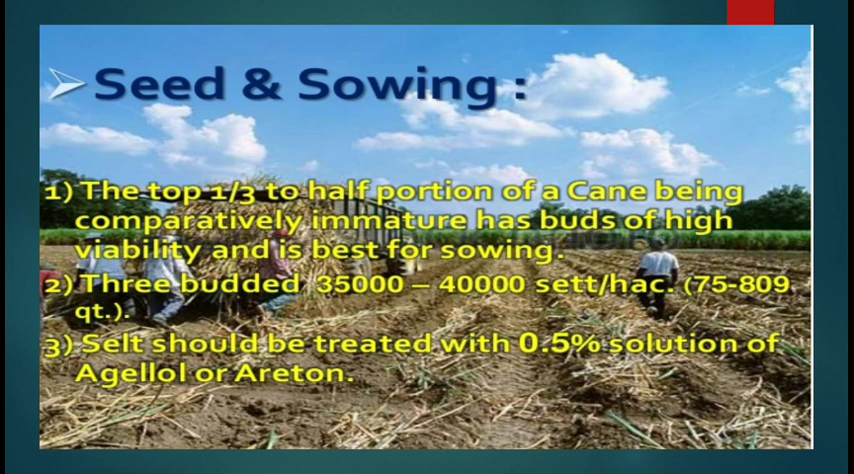 Seed & Sowing :
1) The top 1/3 to half portion of a Cane being
comparatively immature has buds of high
viability and is best for sowing.
2) Three budded 35000 – 40000 sett/hac. (75-809
qt.).
3) Selt should be treated with 0.5% solution of
Agellol or Areton.